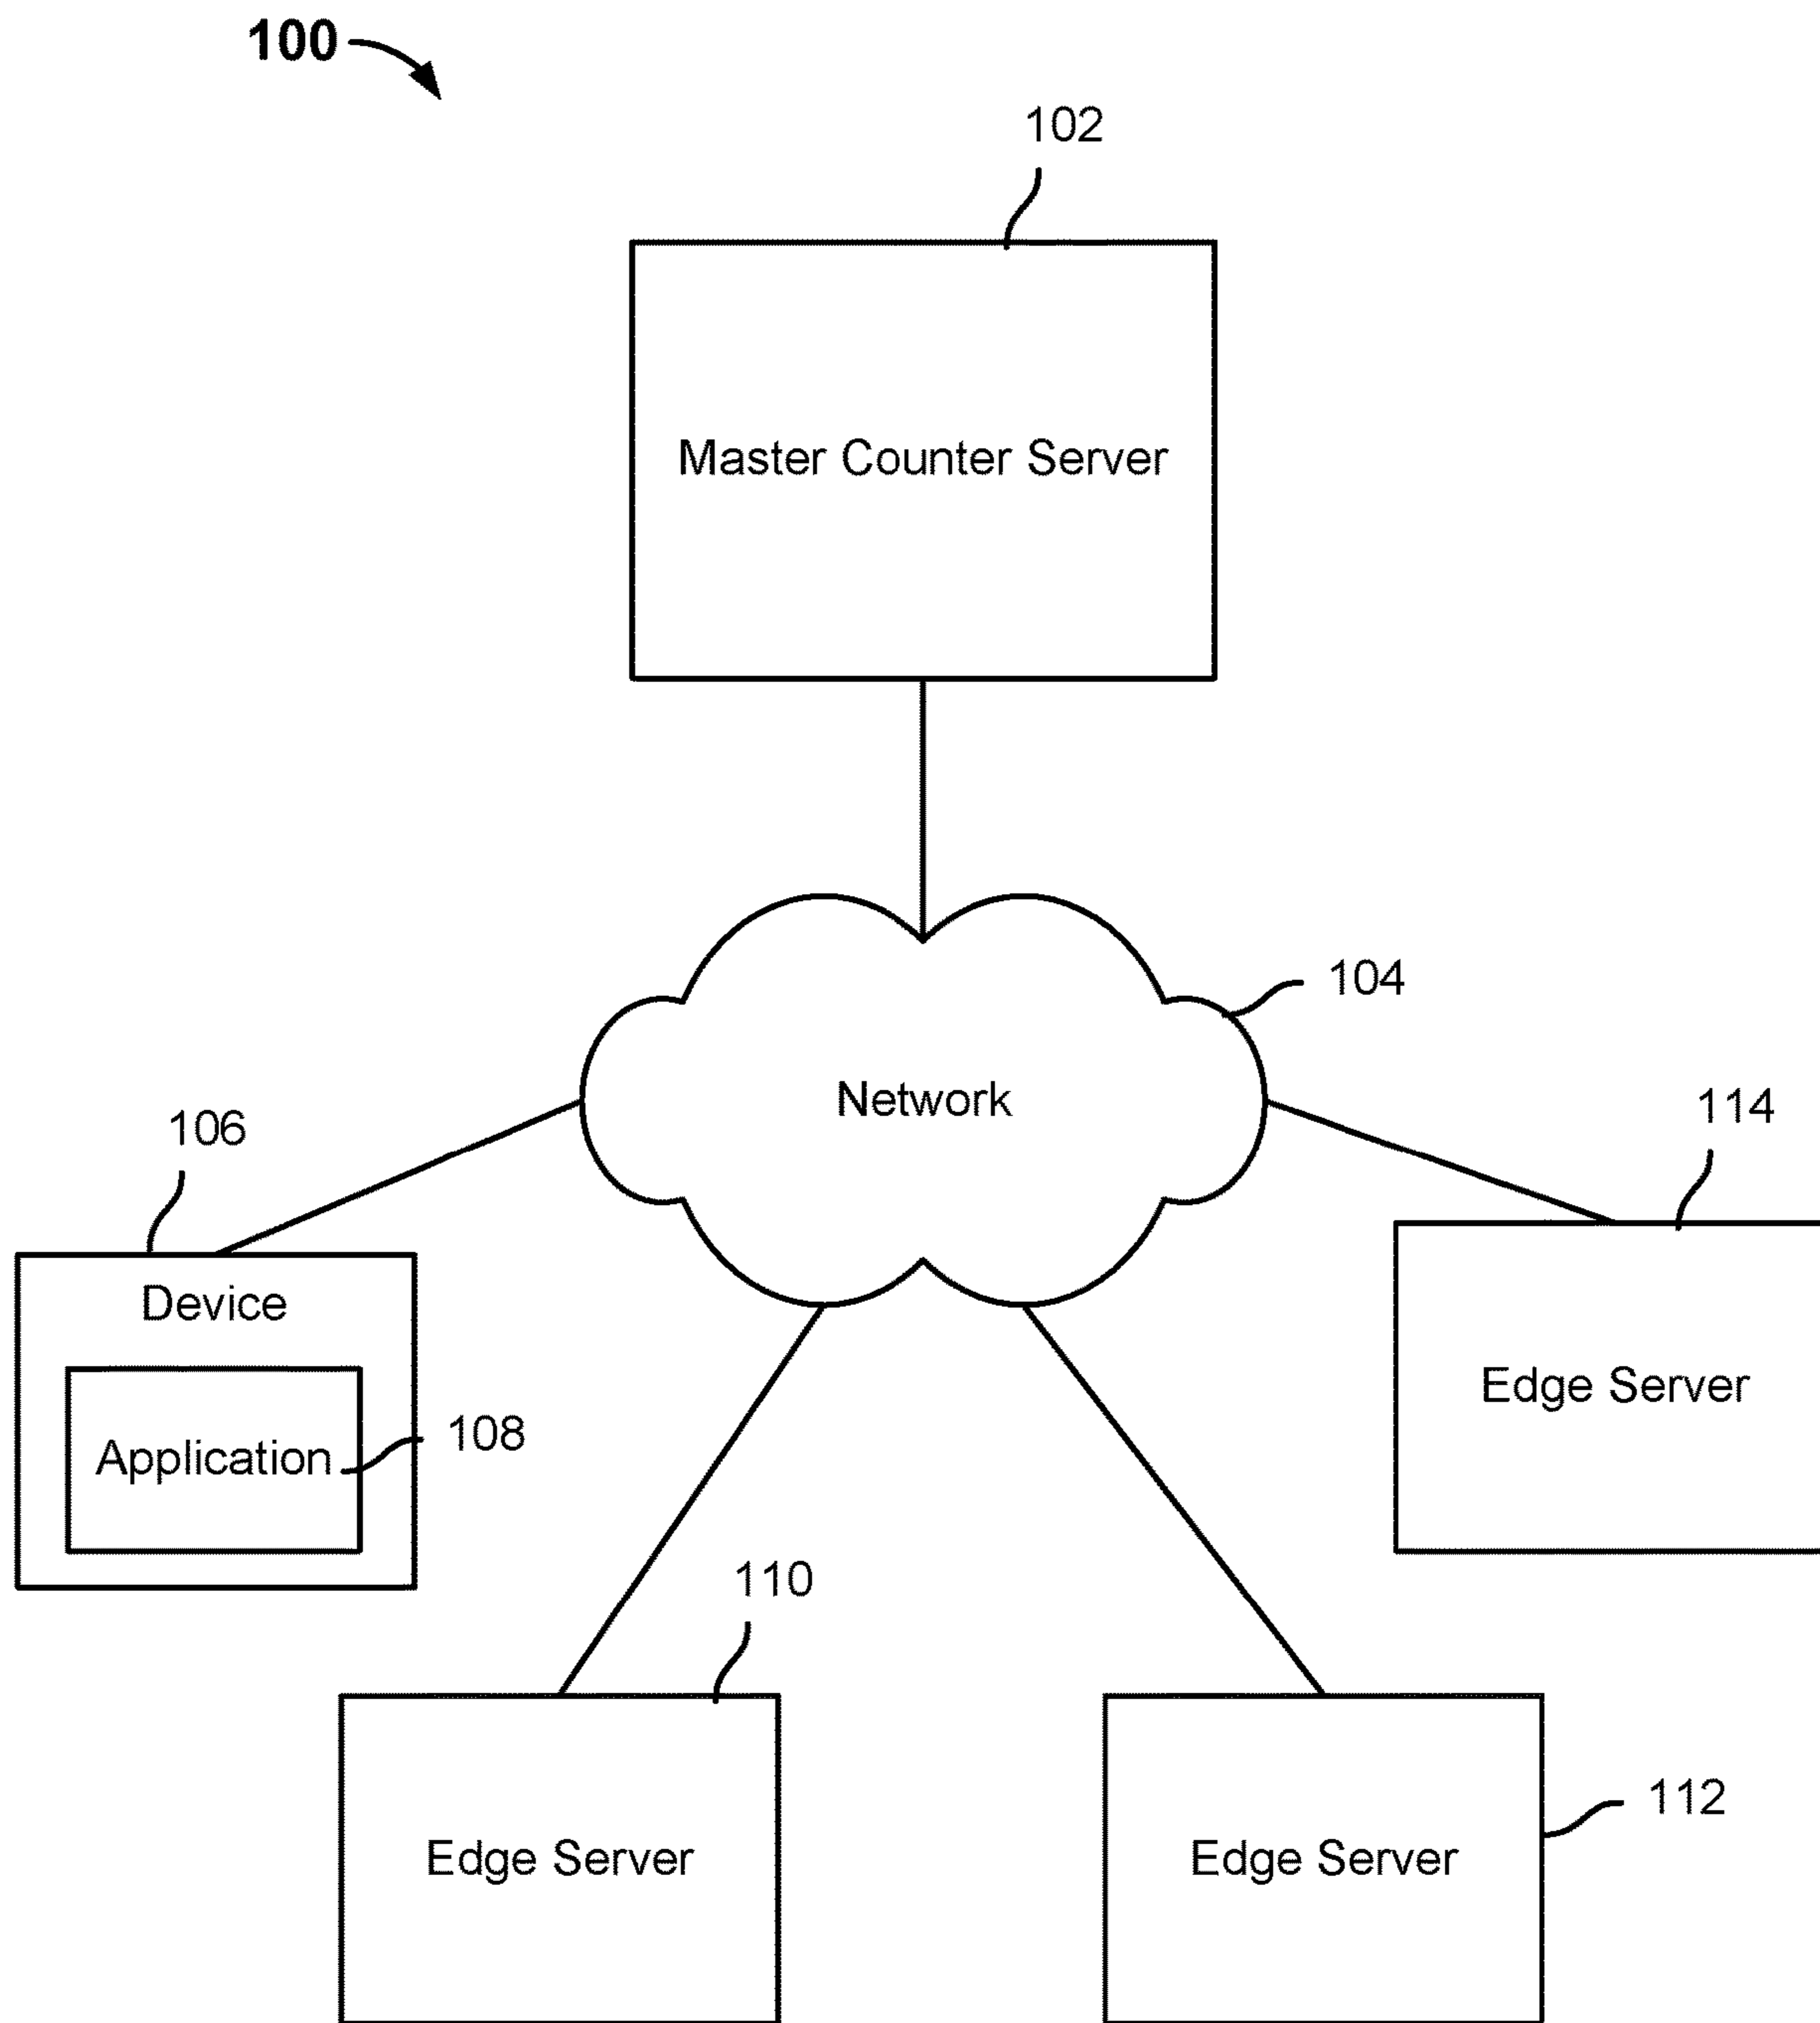 100
102
Master Counter Server
104
Network
106
114
Device
Edge Server
108
Application
110
112
Edge Server
Edge Server